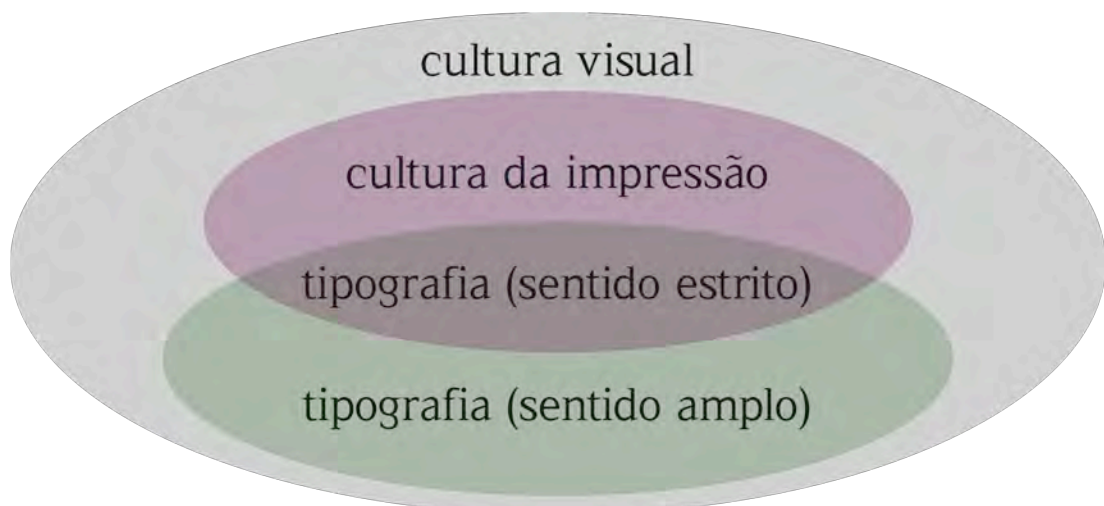 cultura visual
cultura da impressão
tipografia (sentido estrito)
tipografia (sentido amplo)